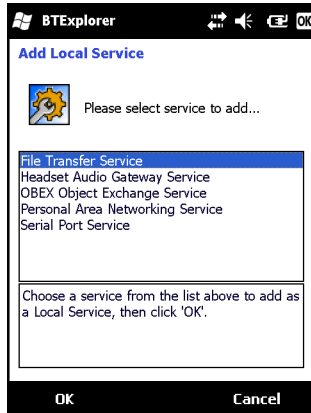 BTExplorer OK
Add Local Service
Please select service to add...
File Transfer Service
Headset Audio Gateway Service
OBEX Object Exchange Service
Personal Area Networking Service
Serial Port Service
Choose a service from the list above to add as
a Local Service, then click 'OK'.
OK Cancel